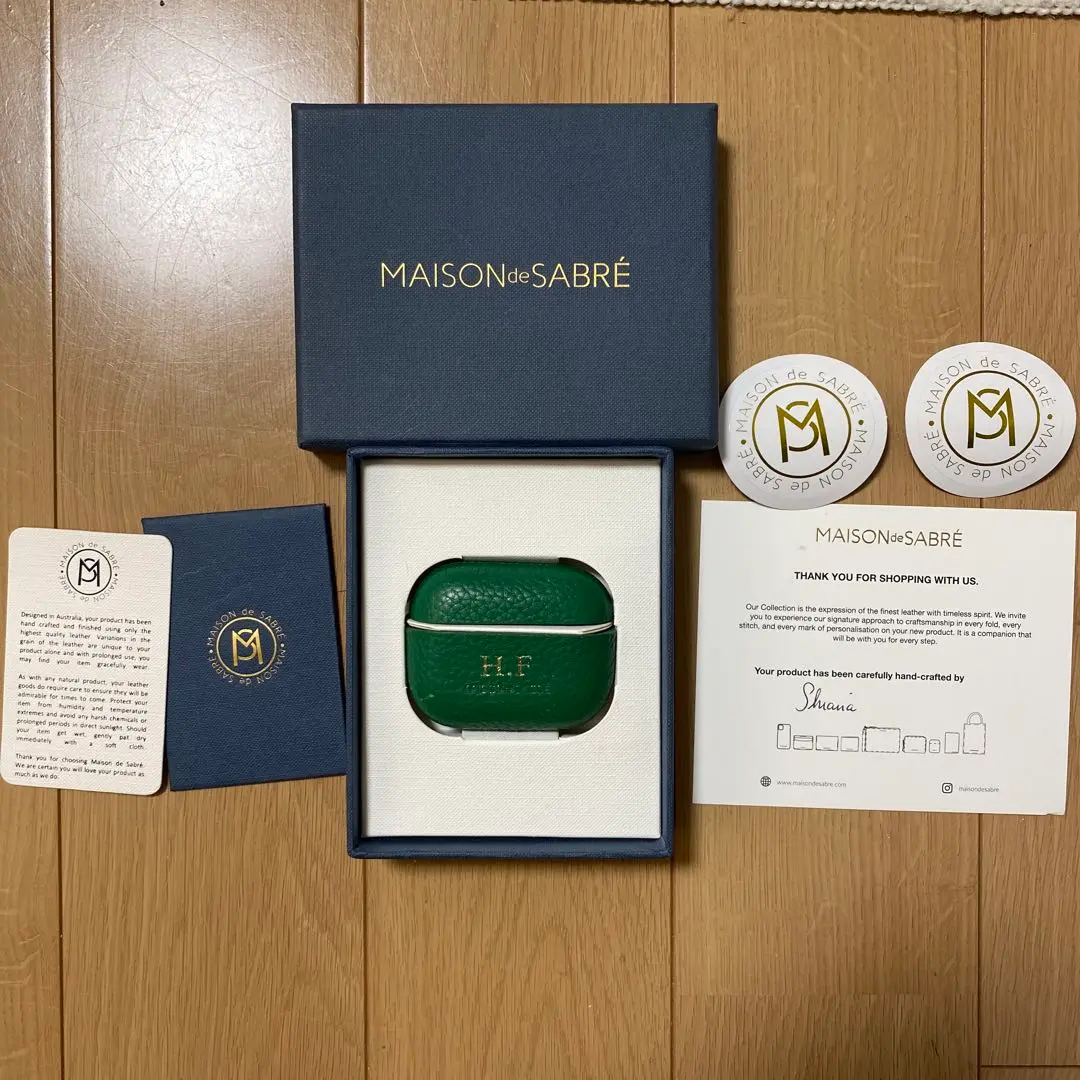 MAISONdeSABRÉ
MAISON de SABRÉ • MAISON de SABRÉ •
MAISON de SABRÉ • MAISON de SABRÉ •
MAISON de SABRÉ • MAISON de SABRÉ •
Designed in Australia, your product has been
hand crafted and finished using only the
highest quality leather. Variations in the
grain of the leather are unique to your
product alone and with prolonged use, you
may find your item gracefully wear.
As with any natural product, your leather
goods do require care to ensure they will be
admirable for times to come. Protect your
item from humidity and temperature
extremes and avoid any harsh chemicals or
prolonged periods in direct sunlight. Should
your item get wet, gently pat dry
immediately with a soft cloth.
Thank you for choosing Maison de Sabré.
We are certain you will love your product as
much as we do.
MAISON de SABRÉ • MAISON de SABRÉ •
H.F
MAISONdeSABRÉ
THANK YOU FOR SHOPPING WITH US.
Our Collection is the expression of the finest leather with timeless spirit. We invite
you to experience our signature approach to craftsmanship in every fold, every
stitch, and every mark of personalisation on your new product. It is a companion that
will be with you for every step.
Your product has been carefully hand-crafted by
Shiana
www.maisondesabre.com
maisondesabre